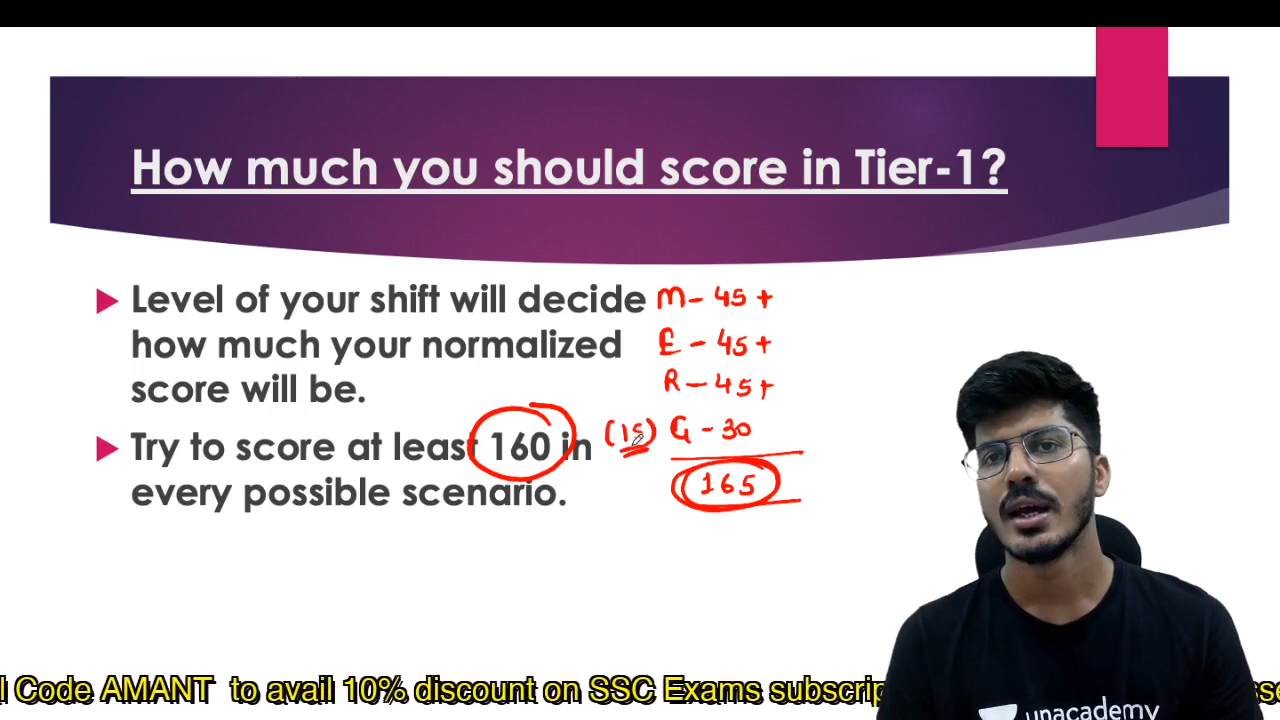 How much you should score in Tier-1?
Level of your shift will decide
how much your normalized
score will be.
Try to score at least 160 in
every possible scenario.
M - 45 +
E - 45 +
R - 45 +
(15) G - 30
165
Code AMANT to avail 10% discount on SSC Exams subscrip
unacademy